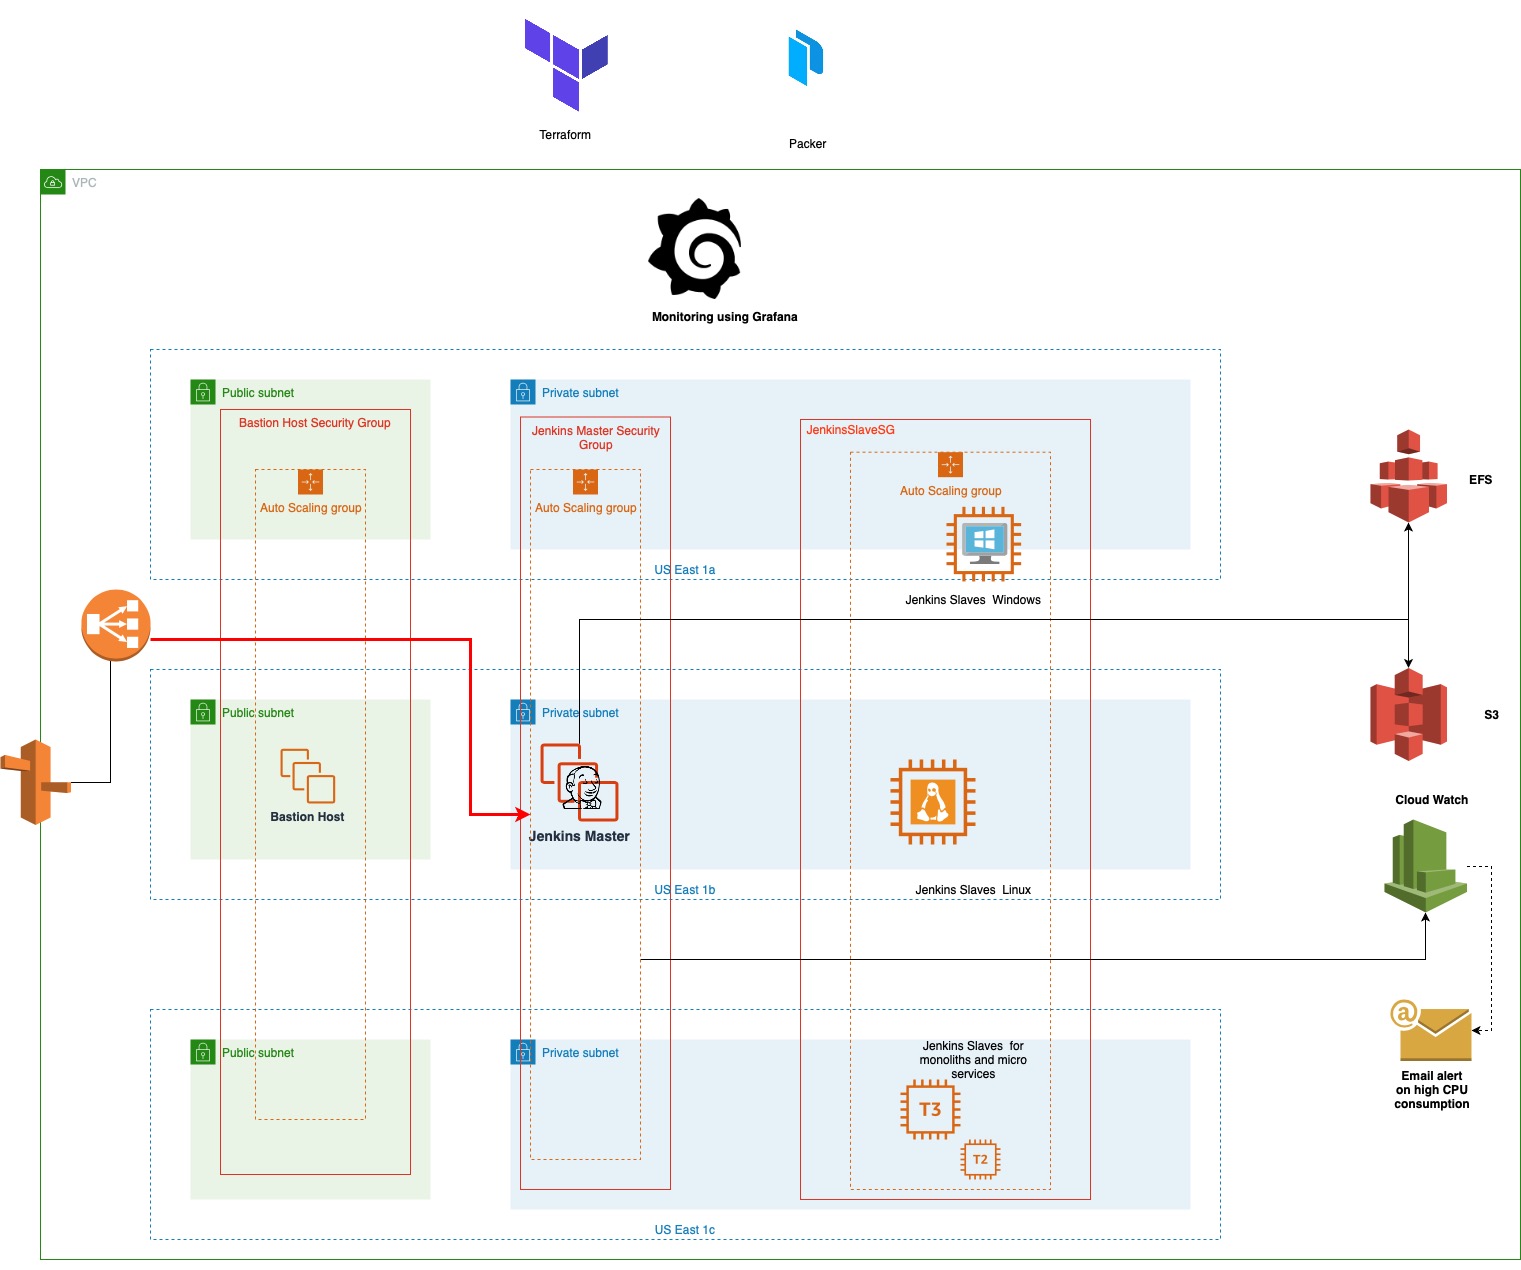 Terraform
Packer
VPC
Monitoring using Grafana
Public subnet
Private subnet
Bastion Host Security Group
Jenkins Master Security
Group
JenkinsSlaveSG
Auto Scaling group
Auto Scaling group
Auto Scaling group
EFS
US East 1a
Jenkins Slaves  Windows
Public subnet
Private subnet
S3
Bastion Host
Jenkins Master
Cloud Watch
US East 1b
Jenkins Slaves  Linux
Public subnet
Private subnet
Jenkins Slaves  for
monoliths and micro
services
T3
T2
@
Email alert
on high CPU
consumption
US East 1c